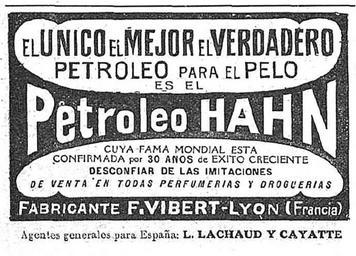 EL UNICO EL MEJOR EL VERDADERO
PETROLEO PARA EL PELO
ES EL
Petroleo HAHN
CUYA FAMA MONDIAL ESTA
CONFIRMADA por 30 AÑOS de EXITO CRECIENTE
DESCONFIAR DE LAS IMITACIONES
DE VENTA EN TODAS PERFUMERIAS Y DROGUERIAS
FABRICANTE F. VIBERT-LYON (Francia)
Agentes generales para España: L. LACHAUD Y CAYATTE